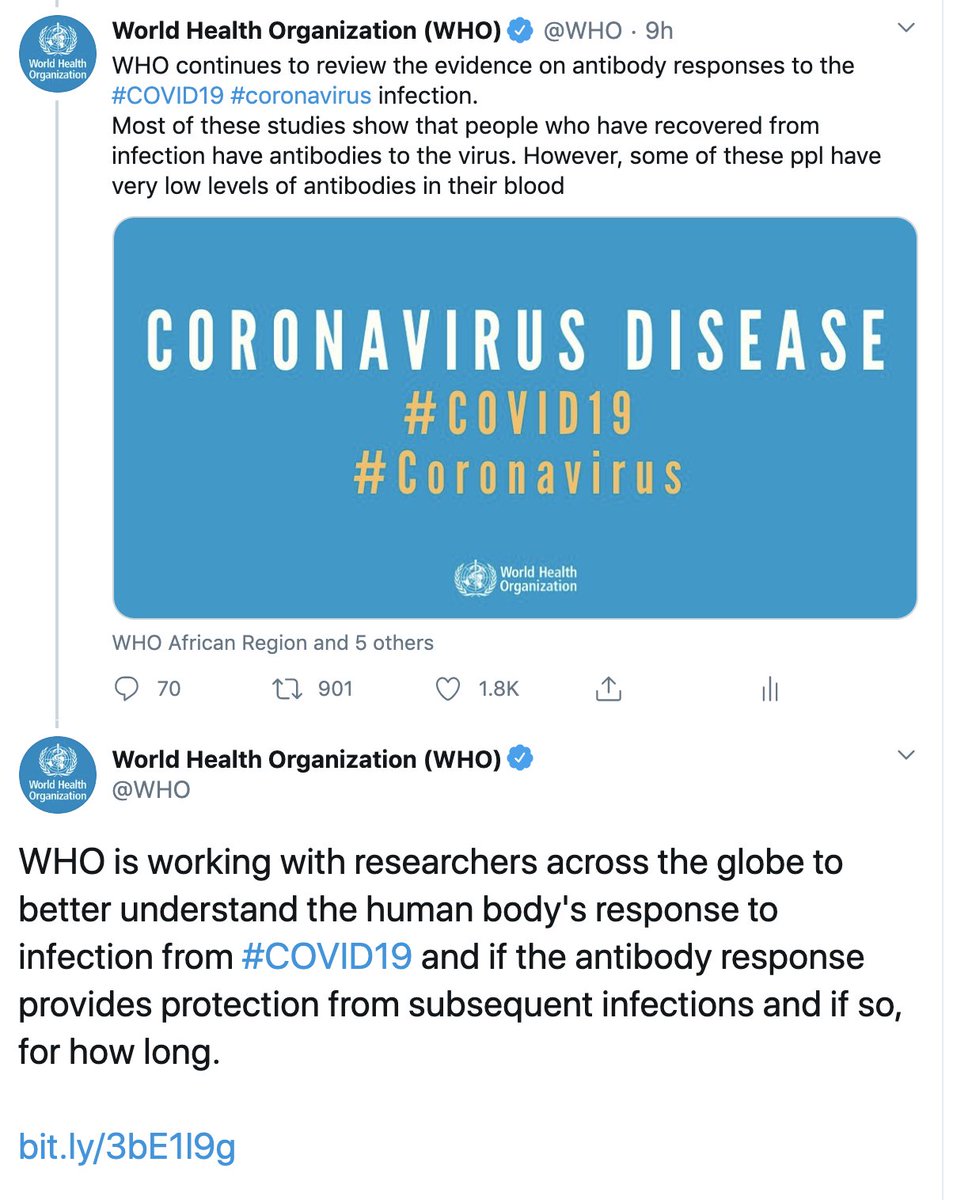 World Health Organization (WHO) @WHO · 9h
World Health
Organization
WHO continues to review the evidence on antibody responses to the
#COVID19 #coronavirus infection.
Most of these studies show that people who have recovered from
infection have antibodies to the virus. However, some of these ppl have
very low levels of antibodies in their blood
CORONAVIRUS DISEASE
#COVID19
#Coronavirus
World Health
Organization
WHO African Region and 5 others
70 901 1.8K
World Health Organization (WHO)
@WHO
World Health
Organization
WHO is working with researchers across the globe to
better understand the human body's response to
infection from #COVID19 and if the antibody response
provides protection from subsequent infections and if so,
for how long.
bit.ly/3bE1l9g